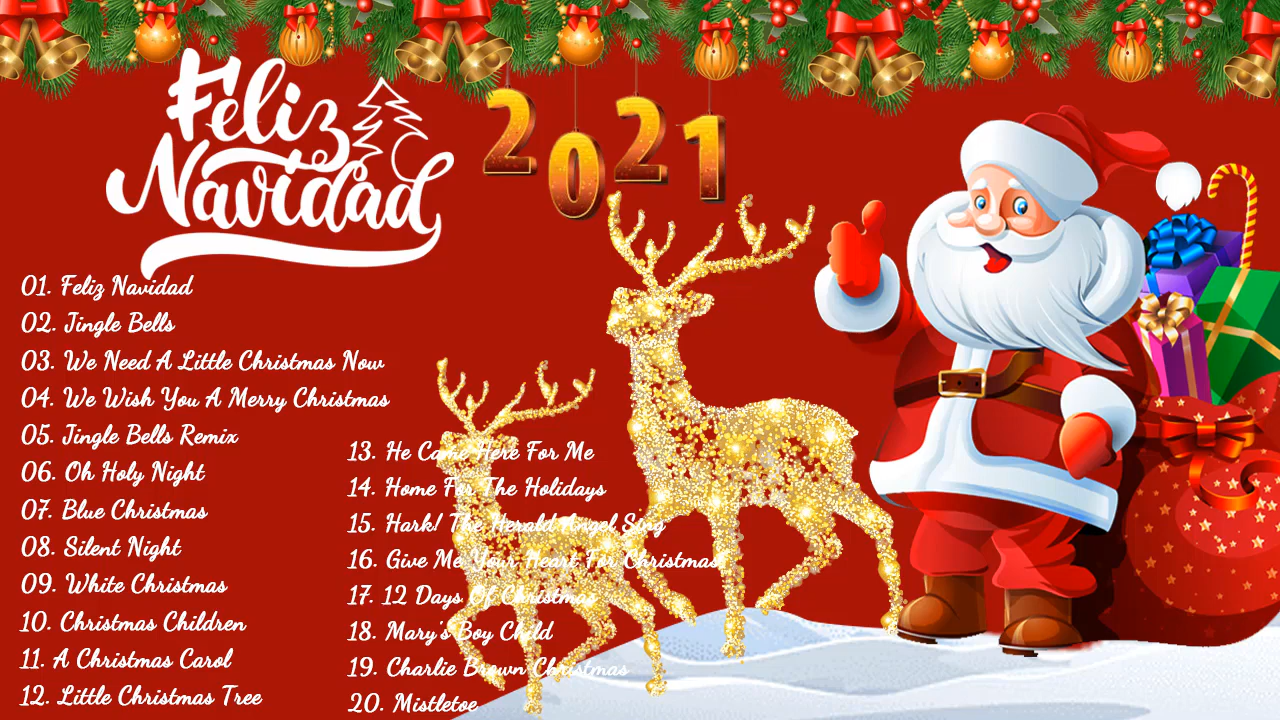 Feliz
Navidad
2021
01. Feliz Navidad
02. Jingle Bells
03. We Need A Little Christmas Now
04. We Wish You A Merry Christmas
05. Jingle Bells Remix
06. Oh Holy Night
07. Blue Christmas
08. Silent Night
09. White Christmas
10. Christmas Children
11. A Christmas Carol
12. Little Christmas Tree
13. He Came Here For Me
14. Home For The Holidays
15. Hark! The Herald Angel Sing
16. Give Me Your Heart For Christmas
17. 12 Days Of Christmas
18. Mary's Boy Child
19. Charlie Brown Christmas
20. Mistletoe